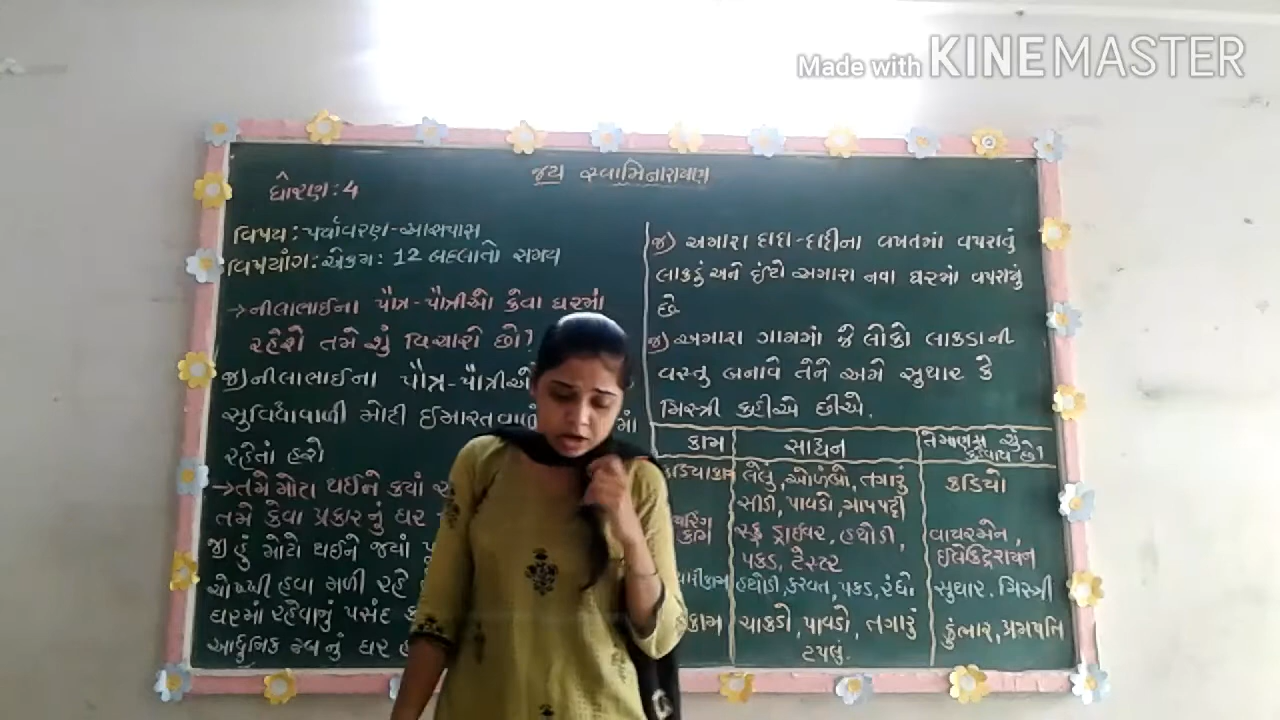 Made with KINEMASTER
જય સ્વામિનારાયણ
ધોરણ: 4
વિષય: પર્યાવરણ-આસપાસ
વિષયાંગ: એકમ: 12 બદલાતો સમય
→નીલાભાઈના પૌત્ર-પૌત્રીઓ કેવા ઘરમાં
રહેશે તમે શું વિચારો છો?
જ)નીલાભાઈના પૌત્ર-પૌત્રીઓ
સુવિધાવાળી મોટી ઈમારતવાળા
રહેતાં હશે
→તમે મોટા થઈને ક્યાં
તમે કેવા પ્રકારનું ઘર
જ) હું મોટો થઈને જ્યાં
ચોખ્ખી હવા મળી રહે
ઘરમાં રહેવાનું પસંદ
આધુનિક ઢબનું ઘર
જ) અમારા દાદા-દાદીના વખતમાં વપરાતું
લાકડું અને ઈંટો અમારા નવા ઘરમાં વપરાયું
છે
જ) અમારા ગામમાં જે લોકો લાકડાની
વસ્તુ બનાવે તેને અમે સુથાર કે
મિસ્ત્રી કહીએ છીએ.
કામ સાધન તે માણસ શું કહેવાય છે?
કડિયાકામ લેલું, ઓળંબો, તગારું કડિયો
સીડી, પાવડો, માપપટ્ટી
કામ સ્ક્રુ ડ્રાઈવર, હથોડી, વાયરમેન,
પકડ, ટેસ્ટર ઈલેક્ટ્રિશયન
હથોડી, કરવત, પકડ, રંધો સુથાર. મિસ્ત્રી
કામ ચાકડો, પાવડો, તગારું કુંભાર, પ્રજાપતિ
ટપલું.